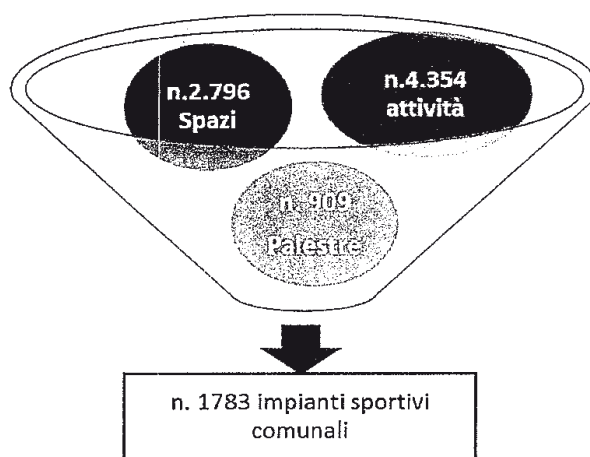 n.2.796
Spazi
n.4.354
attività
n. 909
Palestre
n. 1783 impianti sportivi
comunali